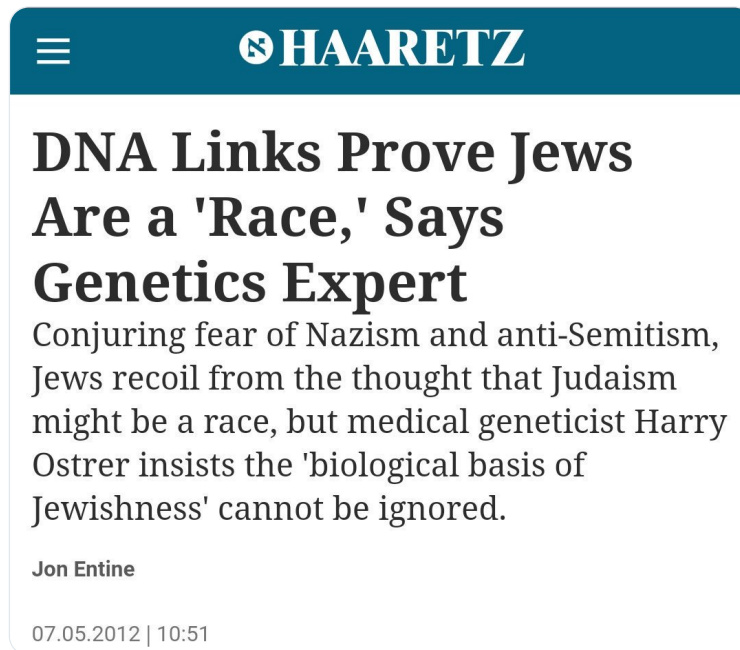 HAARETZ
DNA Links Prove Jews
Are a 'Race,' Says
Genetics Expert
Conjuring fear of Nazism and anti-Semitism,
Jews recoil from the thought that Judaism
might be a race, but medical geneticist Harry
Ostrer insists the 'biological basis of
Jewishness' cannot be ignored.
Jon Entine
07.05.2012 | 10:51